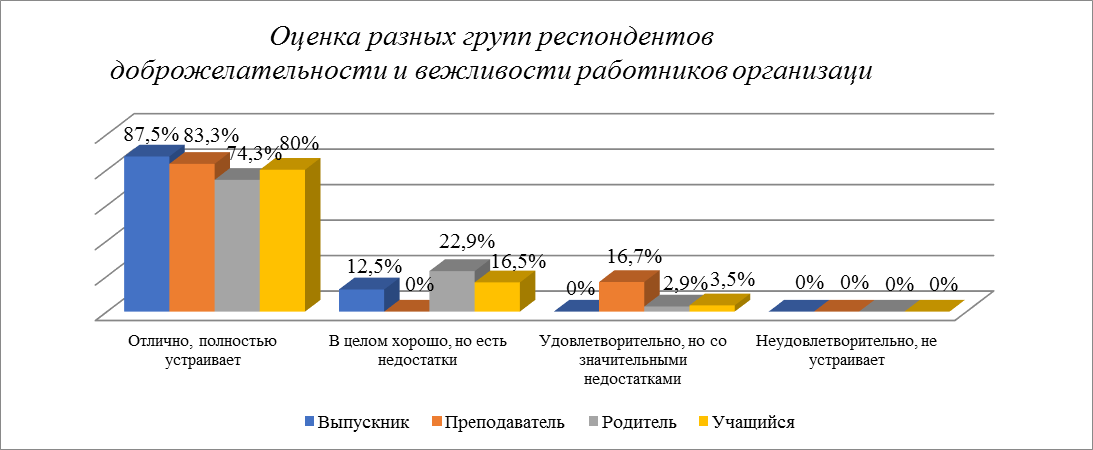 Оценка разных групп респондентов
доброжелательности и вежливости работников организаци
87,5% 83,3% 74,3% 80%
12,5% 0% 22,9% 16,5%
0% 16,7% 2,9% 3,5%
0% 0% 0% 0%
Отлично, полностью
устраивает
В целом хорошо, но есть
недостатки
Удовлетворительно, но со
значительными
недостатками
Неудовлетворительно, не
устраивает
Выпускник Преподаватель Родитель Учащийся